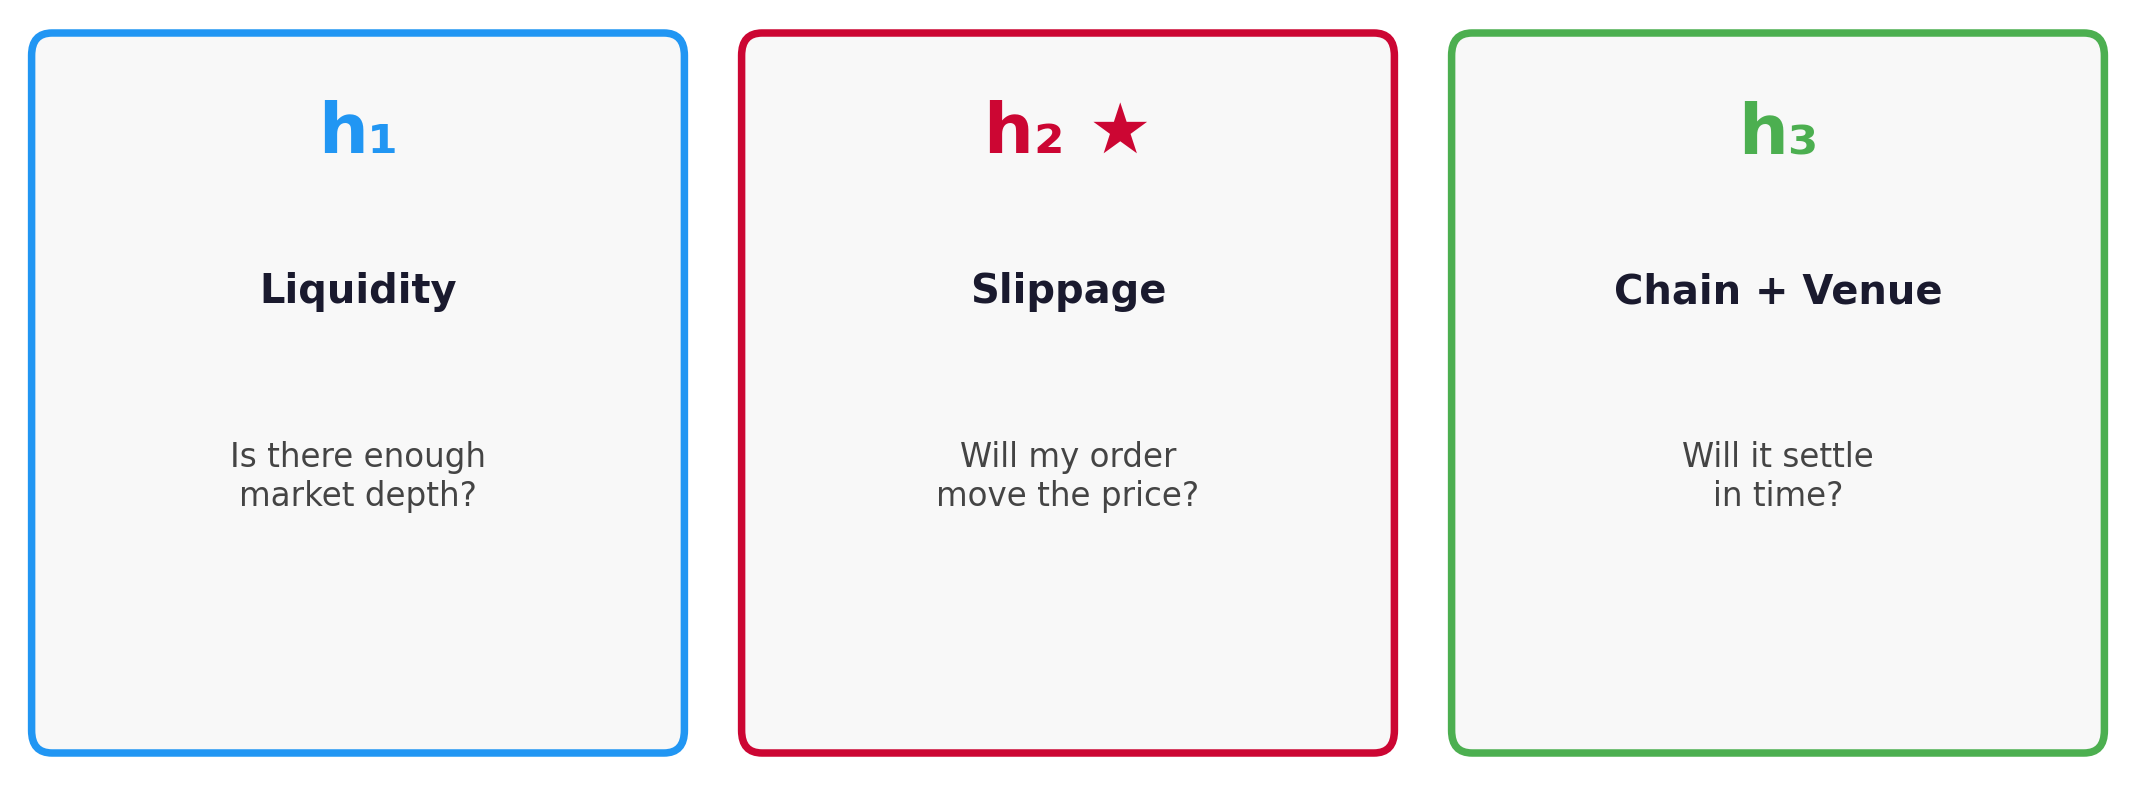 h₁
Liquidity
Is there enough
market depth?
h₂ ★
Slippage
Will my order
move the price?
h₃
Chain + Venue
Will it settle
in time?